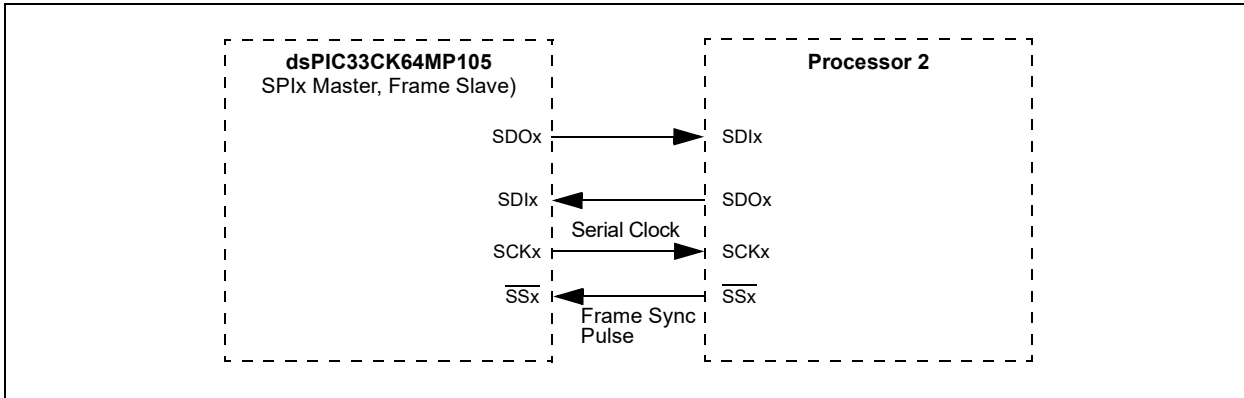 dsPIC33CK64MP105
SPIx Master, Frame Slave)
Processor 2
SDOx
SDIx
SDIx
SDOx
Serial Clock
SCKx
SCKx
SSx
SSx
Frame Sync
Pulse